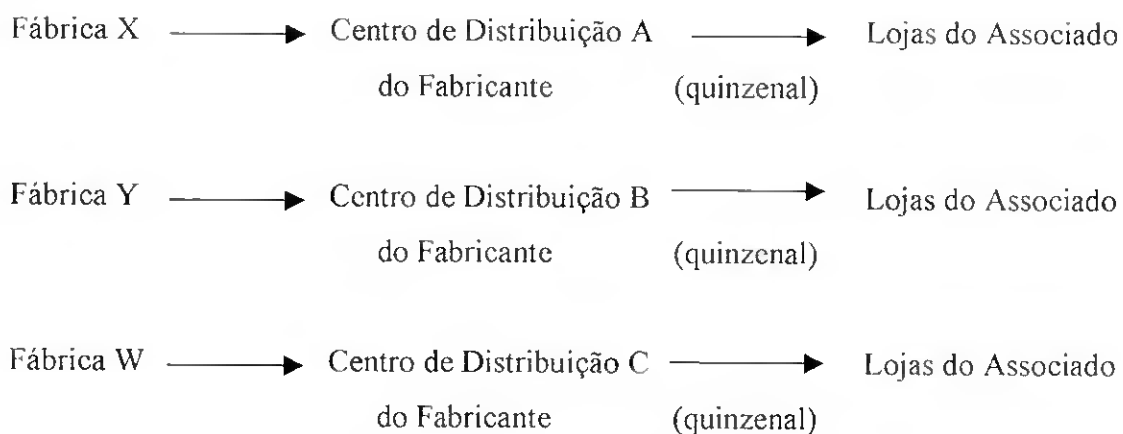 Fábrica X Centro de Distribuição A Lojas do Associado
do Fabricante (quinzenal)
Fábrica Y Centro de Distribuição B Lojas do Associado
do Fabricante (quinzenal)
Fábrica W Centro de Distribuição C Lojas do Associado
do Fabricante (quinzenal)